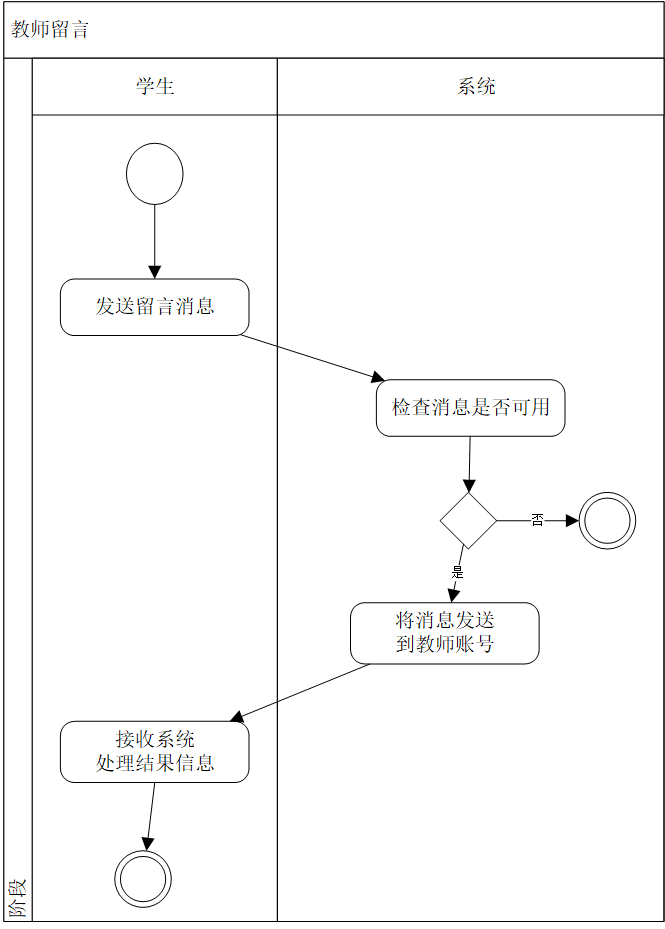 教师留言
学生
系统
发送留言消息
检查消息是否可用
否
是
将消息发送
到教师账号
接收系统
处理结果信息
阶段